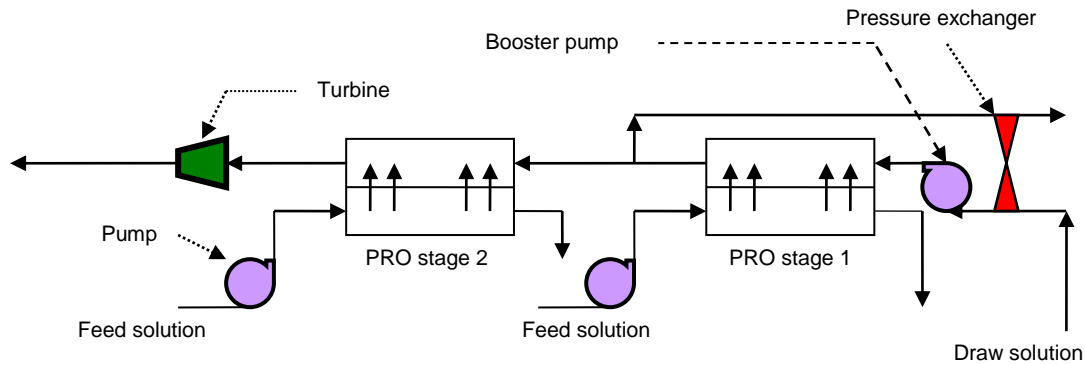 Pressure exchanger
Booster pump
Turbine
Pump
PRO stage 2
PRO stage 1
Feed solution
Feed solution
Draw solution